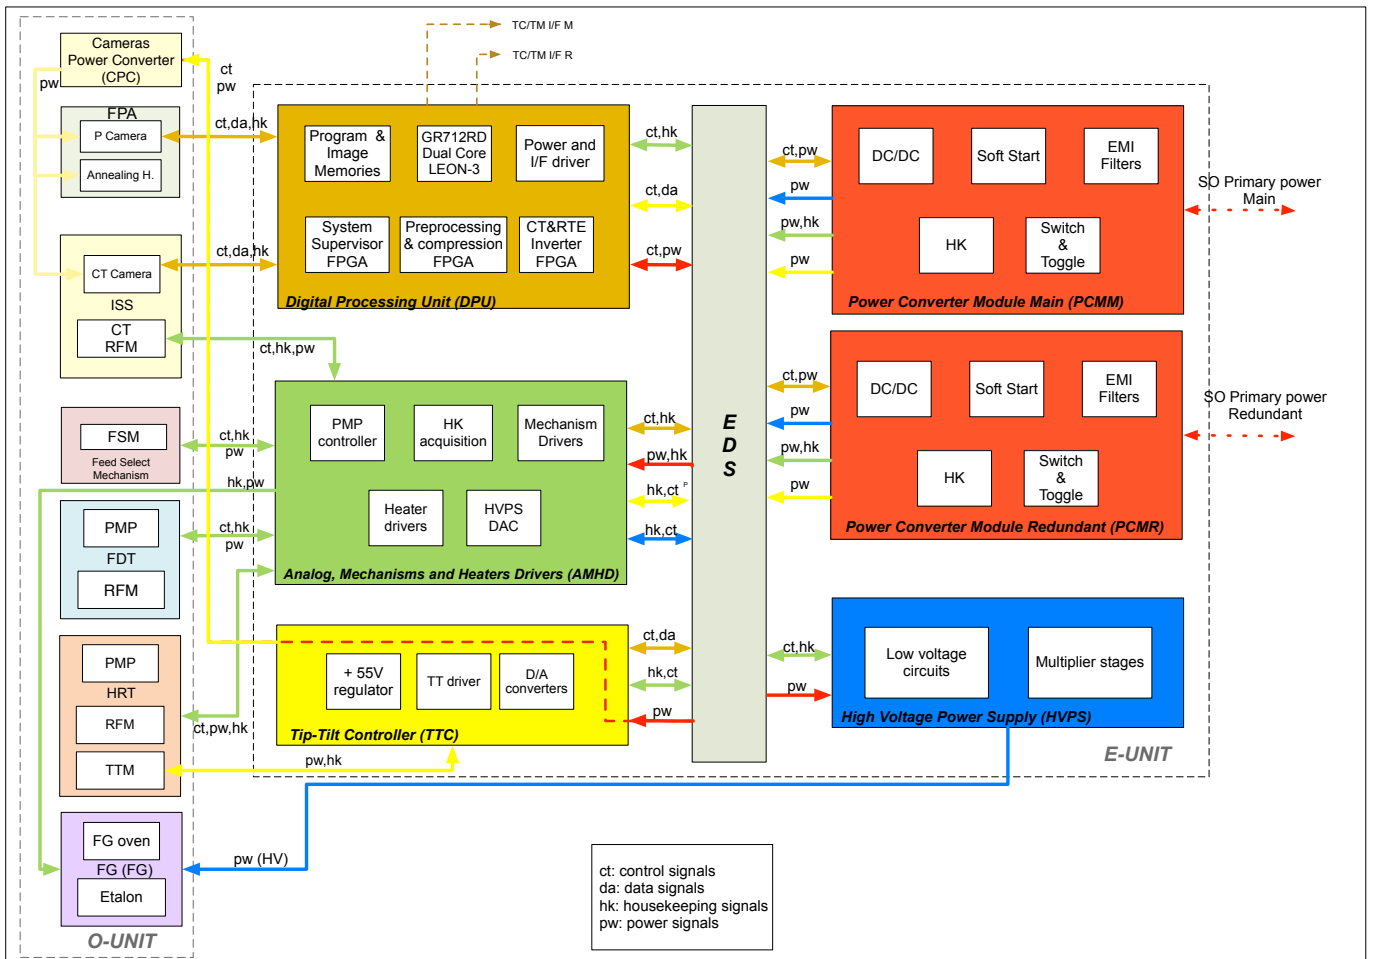 TC/TM I/F M
TC/TM I/F R
Cameras
Power Converter
(CPC)
pw
ct
pw
FPA
P Camera
Annealing H.
ct,da,hk
CT Camera
ISS
CT
RFM
ct,da,hk
ct,hk,pw
FSM
Feed Select
Mechanism
ct,hk
pw
hk,pw
PMP
FDT
RFM
ct,hk
pw
PMP
HRT
RFM
TTM
ct,pw,hk
pw,hk
FG oven
FG (FG)
Etalon
pw (HV)
O-UNIT
Program &
Image
Memories
GR712RD
Dual Core
LEON-3
Power and
I/F driver
System
Supervisor
FPGA
Preprocessing
& compression
FPGA
CT&RTE
Inverter
FPGA
Digital Processing Unit (DPU)
ct,hk
ct,da
ct,pw
PMP
controller
HK
acquisition
Mechanism
Drivers
Heater
drivers
HVPS
DAC
Analog, Mechanisms and Heaters Drivers (AMHD)
ct,hk
pw,hk
hk,ct
P
hk,ct
+ 55V
regulator
TT driver
D/A
converters
Tip-Tilt Controller (TTC)
ct,da
hk,ct
pw
E
D
S
ct,pw
pw
pw,hk
pw
DC/DC
Soft Start
EMI
Filters
HK
Switch
&
Toggle
Power Converter Module Main (PCMM)
SO Primary power
Main
ct,pw
pw
pw,hk
pw
DC/DC
Soft Start
EMI
Filters
HK
Switch
&
Toggle
Power Converter Module Redundant (PCMR)
SO Primary power
Redundant
ct,hk
pw
Low voltage
circuits
Multiplier stages
High Voltage Power Supply (HVPS)
E-UNIT
ct: control signals
da: data signals
hk: housekeeping signals
pw: power signals